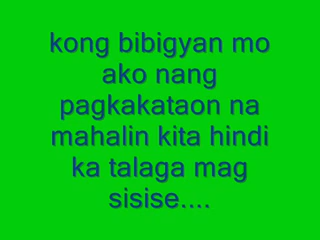 kong bibigyan mo
ako nang
pagkakataon na
mahalin kita hindi
ka talaga mag
sisise....